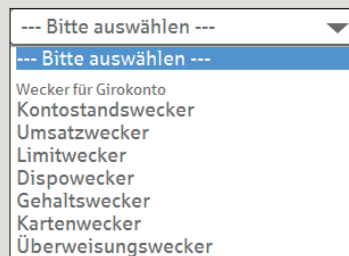 --- Bitte auswählen ---
--- Bitte auswählen ---
Wecker für Girokonto
Kontostandswecker
Umsatzwecker
Limitwecker
Dispowecker
Gehaltswecker
Kartenwecker
Überweisungswecker